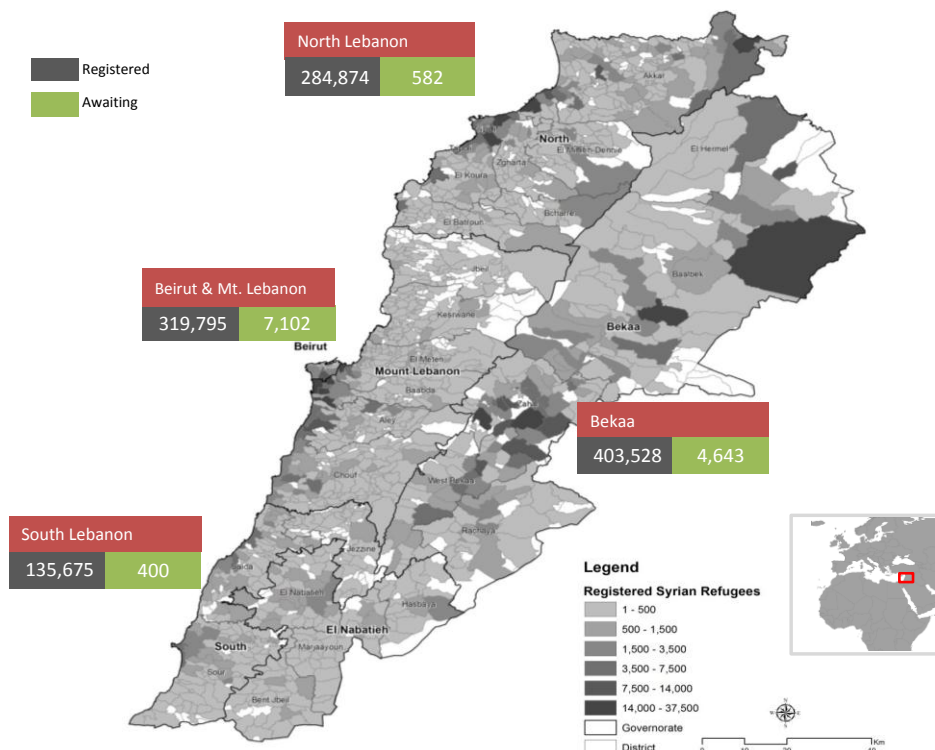 Registered
Awaiting
North Lebanon
284,874 582
Akkar
North
El Hermel
Zgharta
El Koura
Bcharre
El Batroun
Jbeil
Baalbek
Beirut & Mt. Lebanon
319,795 7,102
Kesrwane
Bekaa
Beirut
El Meten
Mount Lebanon
Baabda
Aley
Bekaa
403,528 4,643
Chouf
West Bekaa
South Lebanon
135,675 400
Rachaya
Jezzine
Saida
El Nabatieh
Hasbaya
El Nabatieh
South
Marjaayoun
Sour
Bent Jbeil
Legend
Registered Syrian Refugees
1 - 500
500 - 1,500
1,500 - 3,500
3,500 - 7,500
7,500 - 14,000
14,000 - 37,500
Governorate
District
Km
0 10 20 40